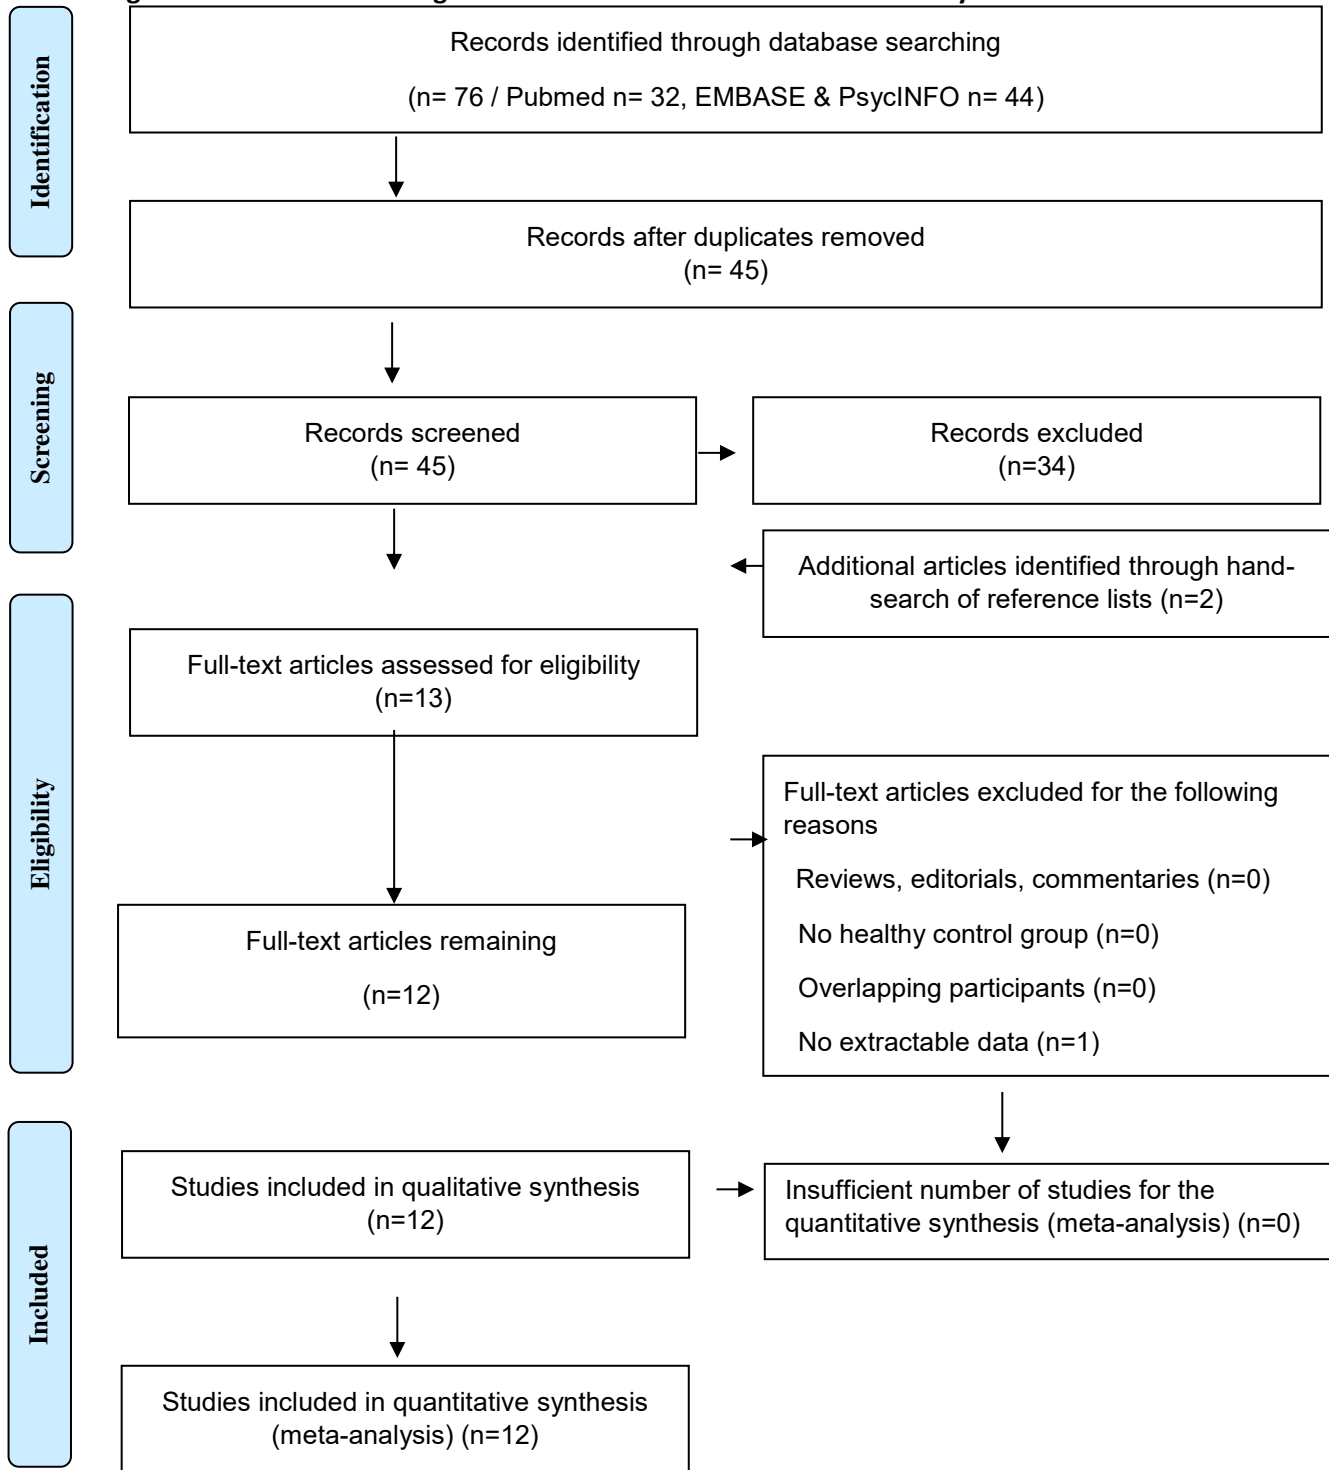 Records identified through database searching
(n= 76 / Pubmed n= 32, EMBASE & PsycINFO n= 44)
Identification
Records after duplicates removed
(n= 45)
Screening
Records screened
(n= 45)
Records excluded
(n=34)
Additional articles identified through hand-
search of reference lists (n=2)
Eligibility
Full-text articles assessed for eligibility
(n=13)
Full-text articles excluded for the following
reasons
Reviews, editorials, commentaries (n=0)
No healthy control group (n=0)
Overlapping participants (n=0)
No extractable data (n=1)
Full-text articles remaining
(n=12)
Included
Studies included in qualitative synthesis
(n=12)
Insufficient number of studies for the
quantitative synthesis (meta-analysis) (n=0)
Studies included in quantitative synthesis
(meta-analysis) (n=12)